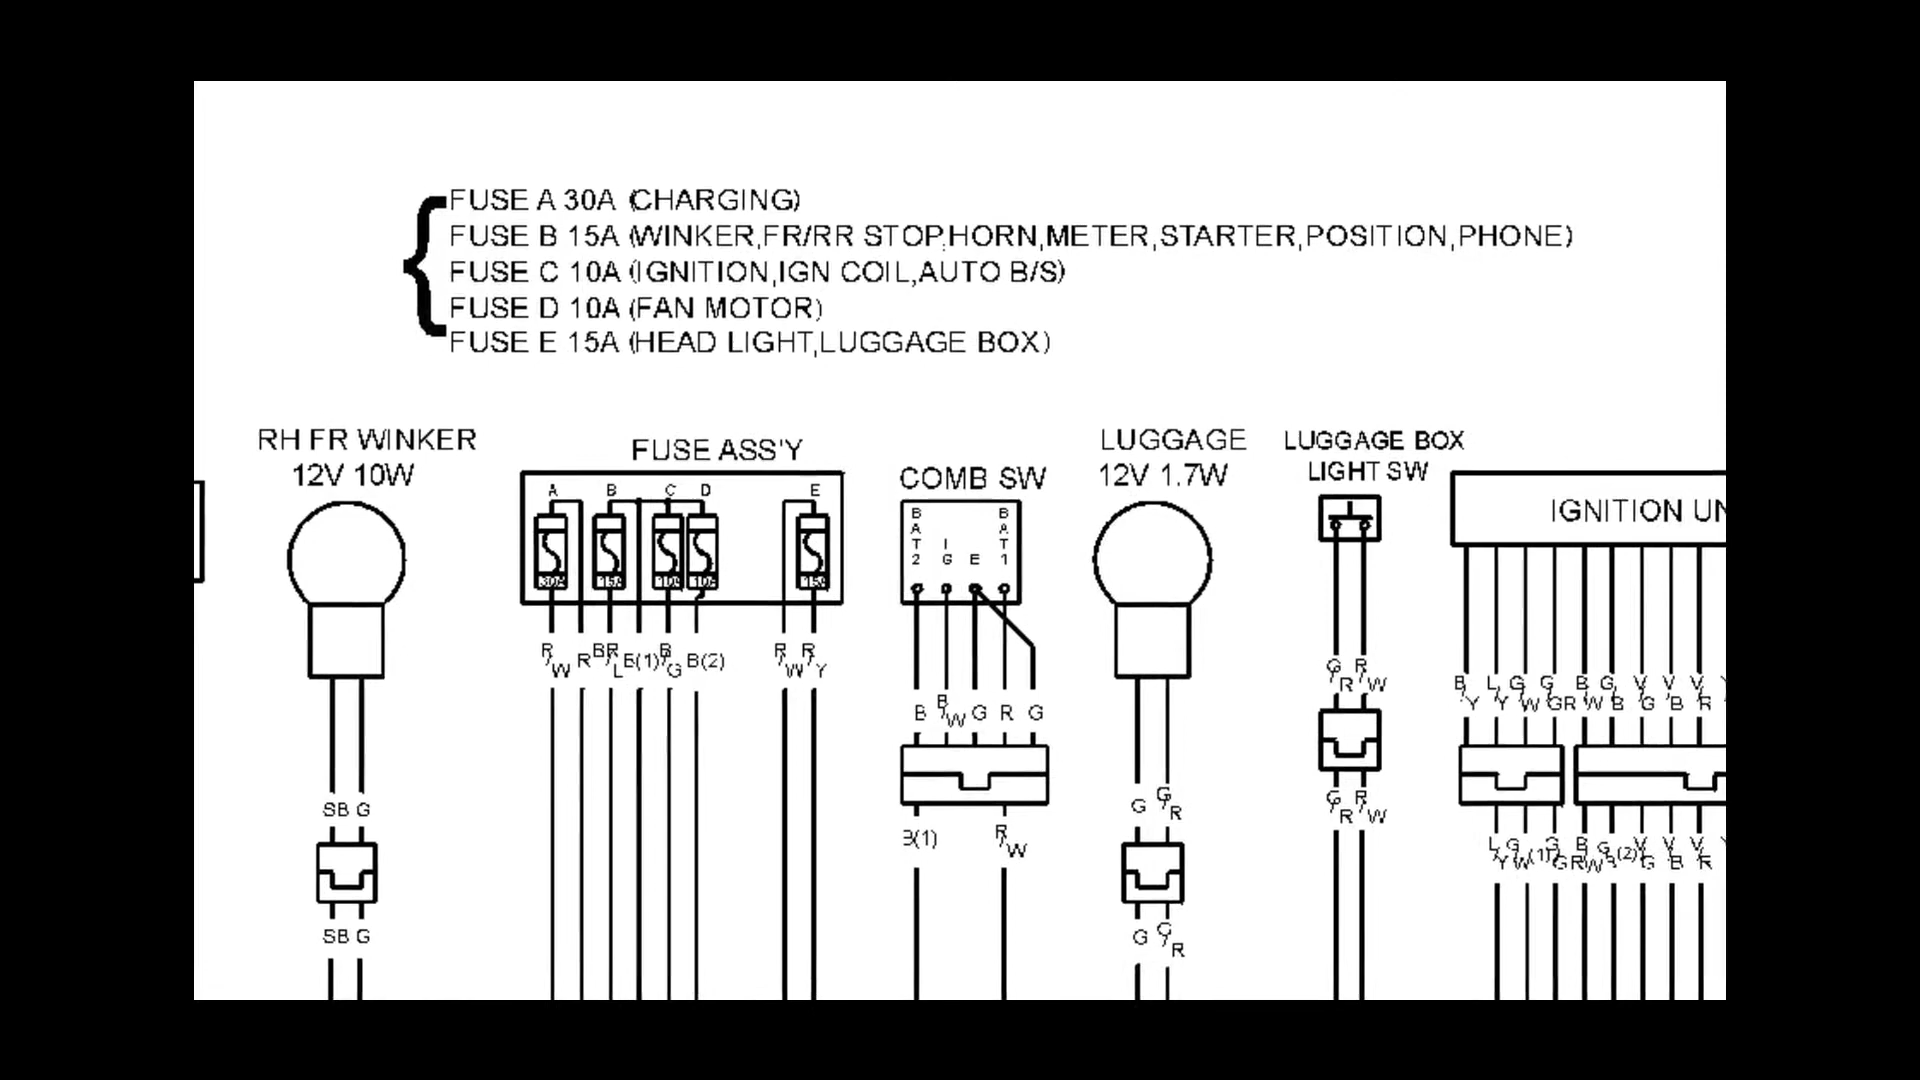 FUSE A 30A (CHARGING)
FUSE B 15A (WINKER,FR/RR STOP,HORN,METER,STARTER,POSITION,PHONE)
FUSE C 10A (IGNITION,IGN COIL,AUTO B/S)
FUSE D 10A (FAN MOTOR)
FUSE E 15A (HEAD LIGHT,LUGGAGE BOX)
RH FR WINKER
12V 10W
SB G
SB G
FUSE ASS'Y
A B C D E
30A 15A 10A 10A 15A
R/W R BR/L B(1) B/G B(2) R/W R/Y
COMB SW
BAT2 IG E BAT1
B B/W G R G
R/W
LUGGAGE
12V 1.7W
G G/R
G G/R
LUGGAGE BOX
LIGHT SW
G/R R/W
G/R R/W
IGNITION
B/Y L/Y G/W G/GR B/W G/B V/G V/B V/R
L/Y G/W(1) G/GR B/W V/G V/B V/R